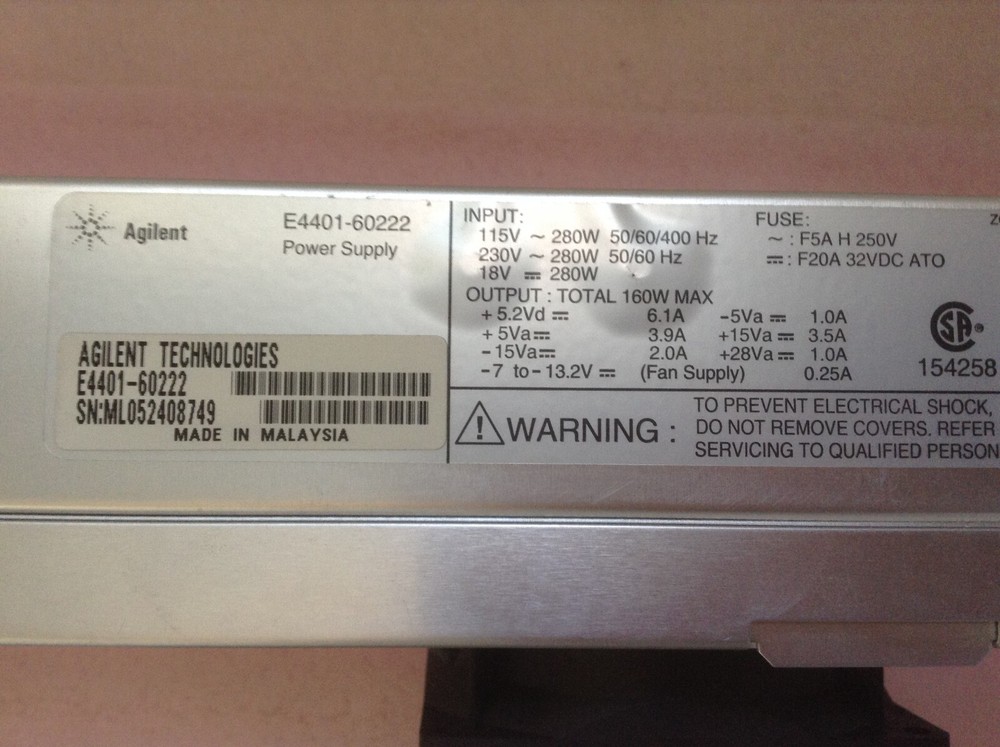 Agilent
E4401-60222
Power Supply
AGILENT TECHNOLOGIES
E4401-60222
SN:ML052408749
MADE IN MALAYSIA
INPUT:
115V ~ 280W 50/60/400 Hz
230V ~ 280W 50/60 Hz
18V ⎓ 280W
FUSE:
~ : F5A H 250V
⎓ : F20A 32VDC ATO
OUTPUT : TOTAL 160W MAX
+ 5.2Vd ⎓ 6.1A -5Va ⎓ 1.0A
+ 5Va ⎓ 3.9A +15Va ⎓ 3.5A
- 15Va ⎓ 2.0A +28Va ⎓ 1.0A
-7 to - 13.2V ⎓ (Fan Supply) 0.25A
SA ®
154258
WARNING :
TO PREVENT ELECTRICAL SHOCK,
DO NOT REMOVE COVERS. REFER
SERVICING TO QUALIFIED PERSON